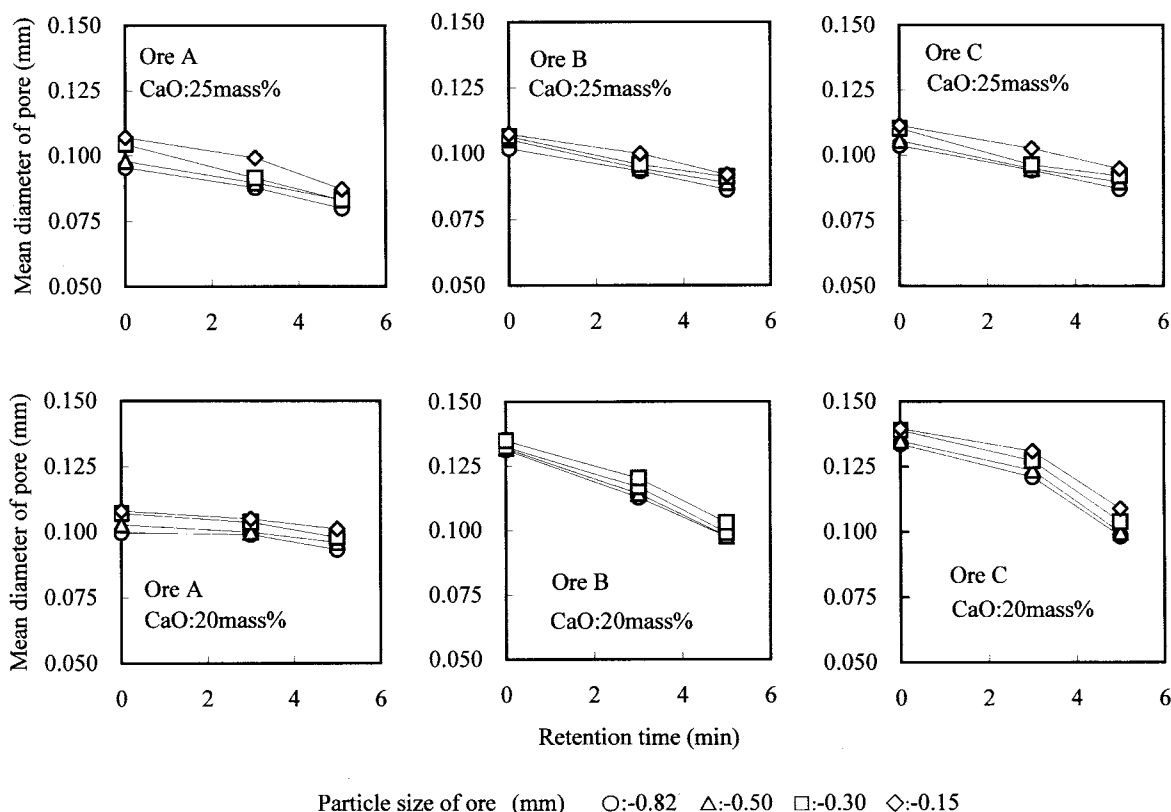 Mean diameter of pore (mm)
0.150
0.125
0.100
0.075
0.050
Ore A
CaO:25mass%
0 2 4 6
0.150
0.125
0.100
0.075
0.050
Ore B
CaO:25mass%
0 2 4 6
0.150
0.125
0.100
0.075
0.050
Ore C
CaO:25mass%
0 2 4 6
Mean diameter of pore (mm)
0.150
0.125
0.100
0.075
0.050
Ore A
CaO:20mass%
0 2 4 6
0.150
0.125
0.100
0.075
0.050
Ore B
CaO:20mass%
0 2 4 6
0.150
0.125
0.100
0.075
0.050
Ore C
CaO:20mass%
0 2 4 6
Retention time (min)
Particle size of ore (mm) ○:-0.82 △:-0.50 □:-0.30 ◇:-0.15